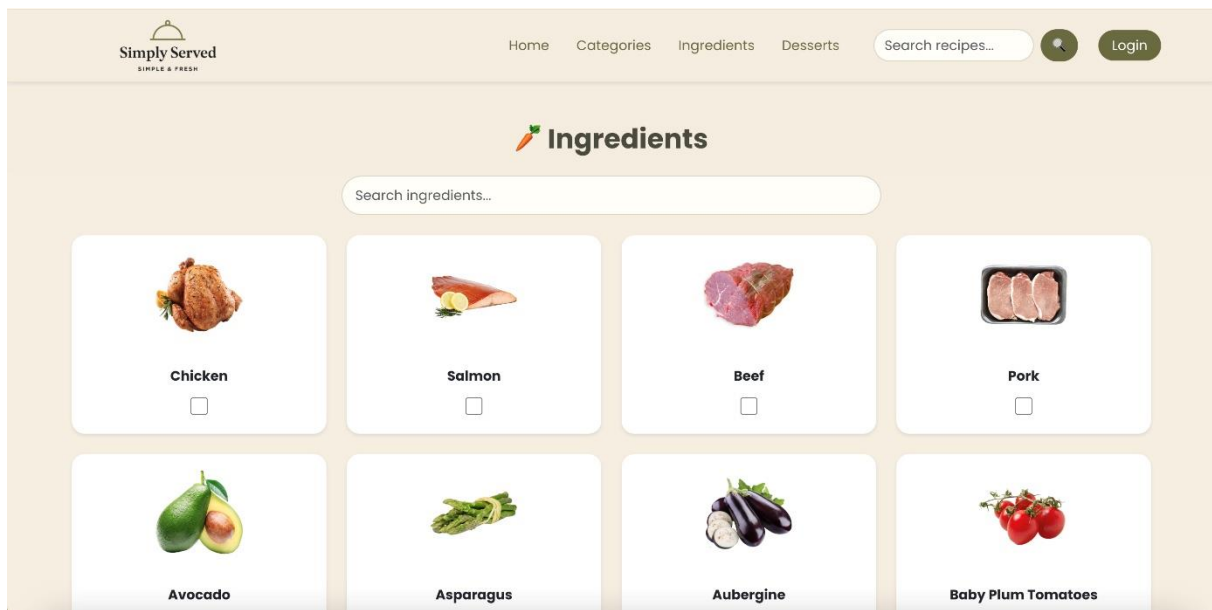 Simply Served
SIMPLE & FRESH
Home Categories Ingredients Desserts Search recipes... Login
Ingredients
Search ingredients...
Chicken Salmon Beef Pork
Avocado Asparagus Aubergine Baby Plum Tomatoes